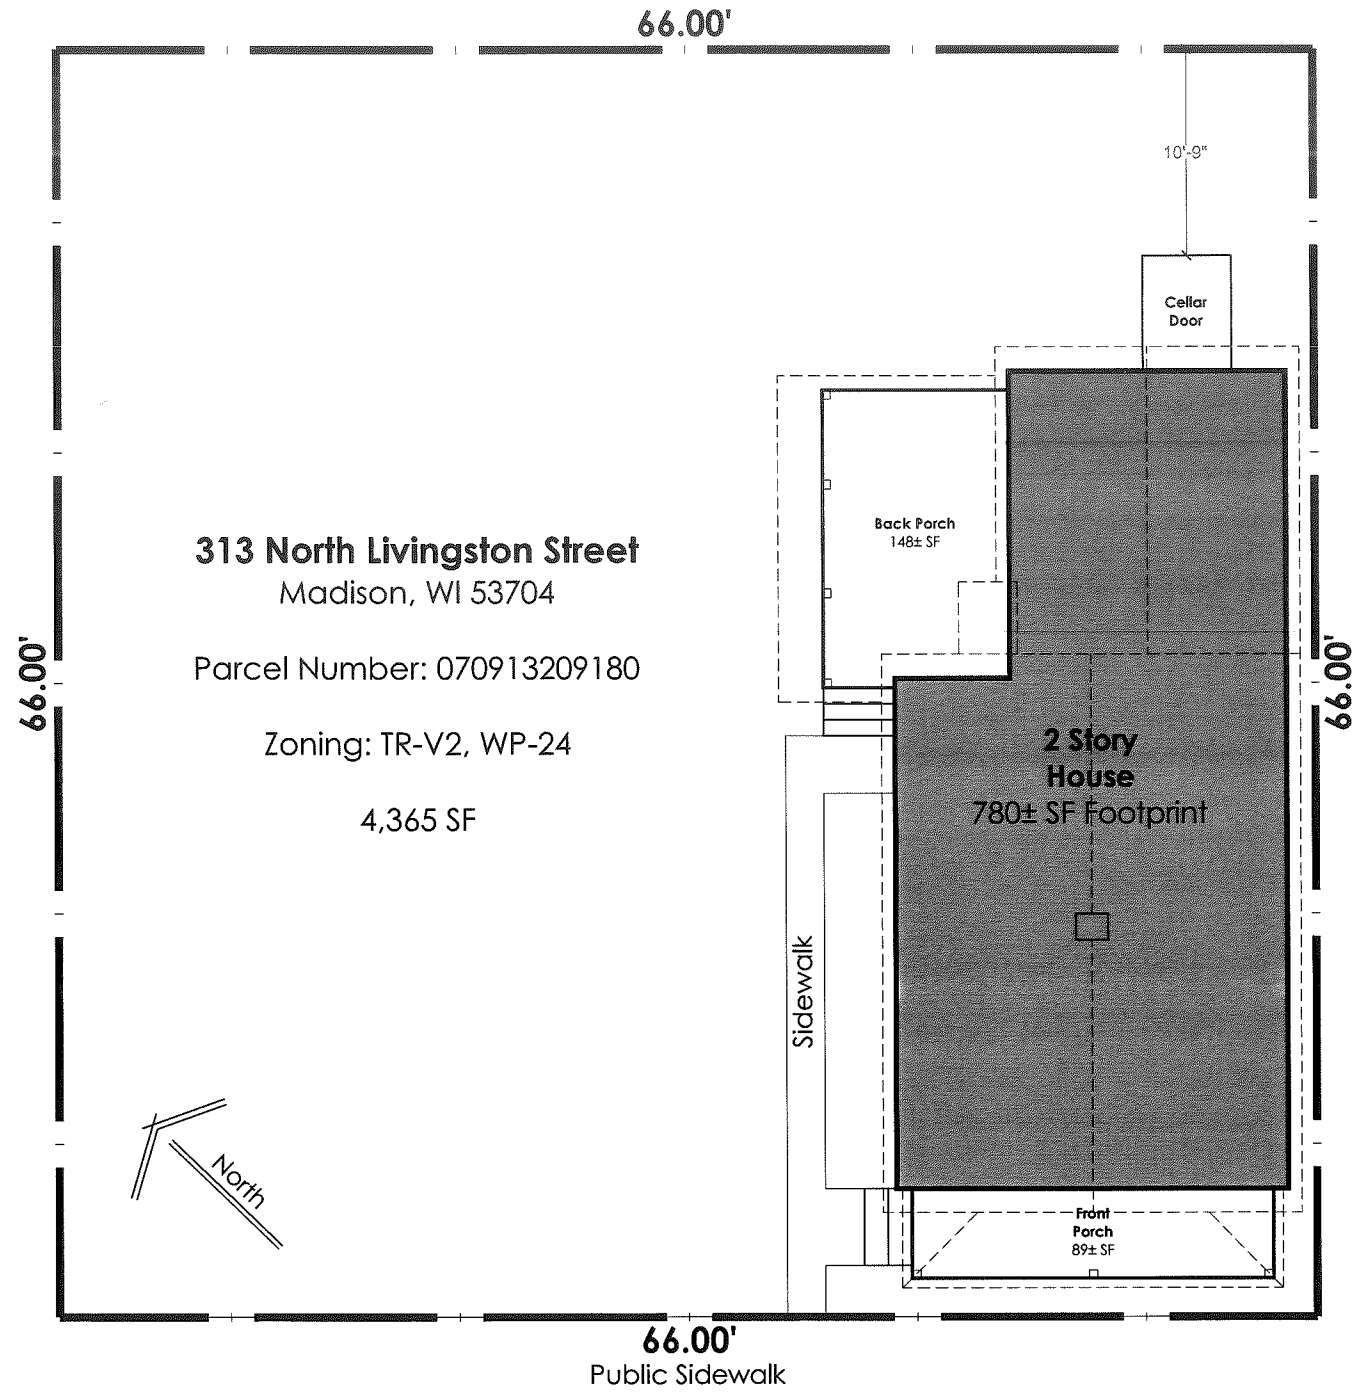 66.00'
10'-9"
Cellar
Door
Back Porch
148± SF
313 North Livingston Street
Madison, WI 53704
66.00'
66.00'
Parcel Number: 070913209180
Zoning: TR-V2, WP-24
2 Story
House
780± SF Footprint
4,365 SF
Sidewalk
North
Front
Porch
89± SF
66.00'
Public Sidewalk